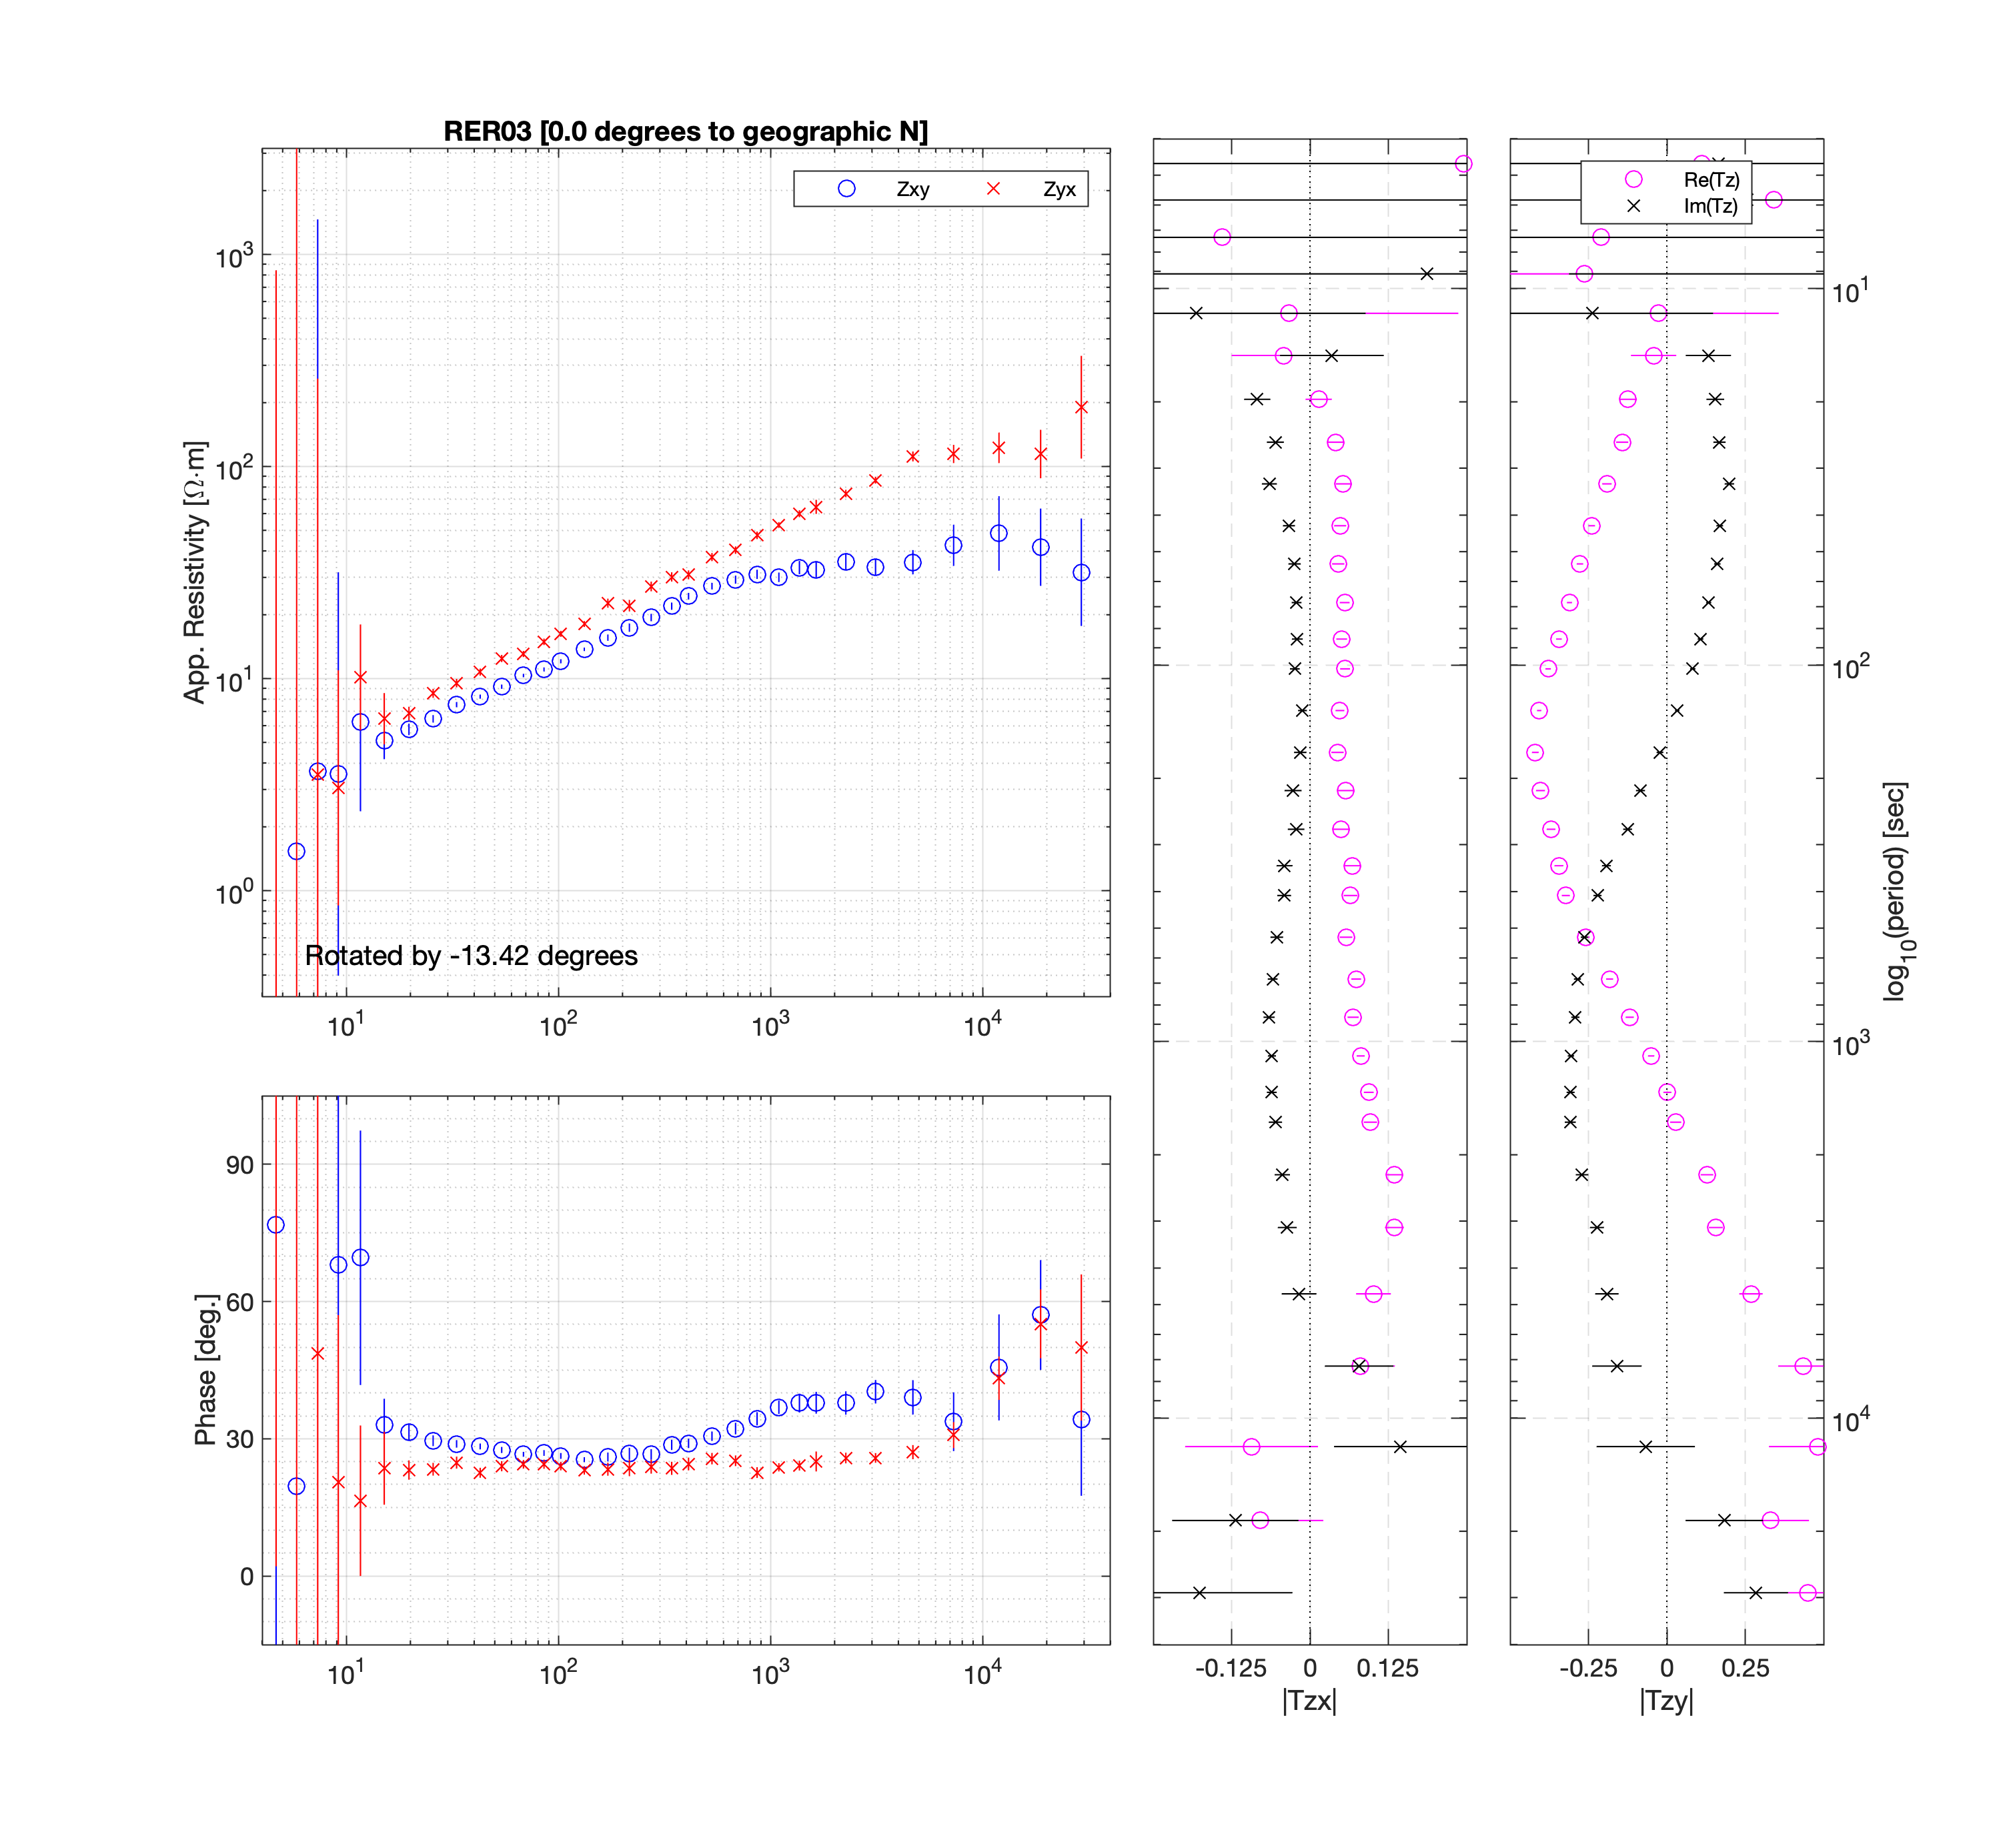 RER03 [0.0 degrees to geographic N]
Zxy Zyx
App. Resistivity [Ω·m]
10^3
10^2
10^1
10^0
Rotated by -13.42 degrees
10^1 10^2 10^3 10^4
Phase [deg.]
90
60
30
0
10^1 10^2 10^3 10^4
-0.125 0 0.125
|Tzx|
Re(Tz)
Im(Tz)
10^1
10^2
10^3
10^4
log_10(period) [sec]
-0.25 0 0.25
|Tzy|